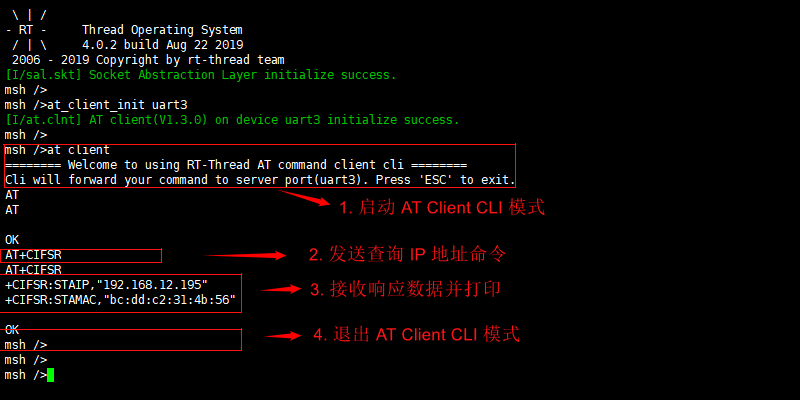 \ | /
- RT -     Thread Operating System
/ | \     4.0.2 build Aug 22 2019
2006 - 2019 Copyright by rt-thread team
[I/sal.skt] Socket Abstraction Layer initialize success.
msh />
msh />at_client_init uart3
[I/at.clnt] AT client(V1.3.0) on device uart3 initialize success.
msh />
msh />at client
======== Welcome to using RT-Thread AT command client cli ========
Cli will forward your command to server port(uart3). Press 'ESC' to exit.
AT
1. 启动 AT Client CLI 模式
AT
OK
AT+CIFSR
2. 发送查询 IP 地址命令
AT+CIFSR
+CIFSR:STAIP,"192.168.12.195"
3. 接收响应数据并打印
+CIFSR:STAMAC,"bc:dd:c2:31:4b:56"
OK
4. 退出 AT Client CLI 模式
msh />
msh />
msh />